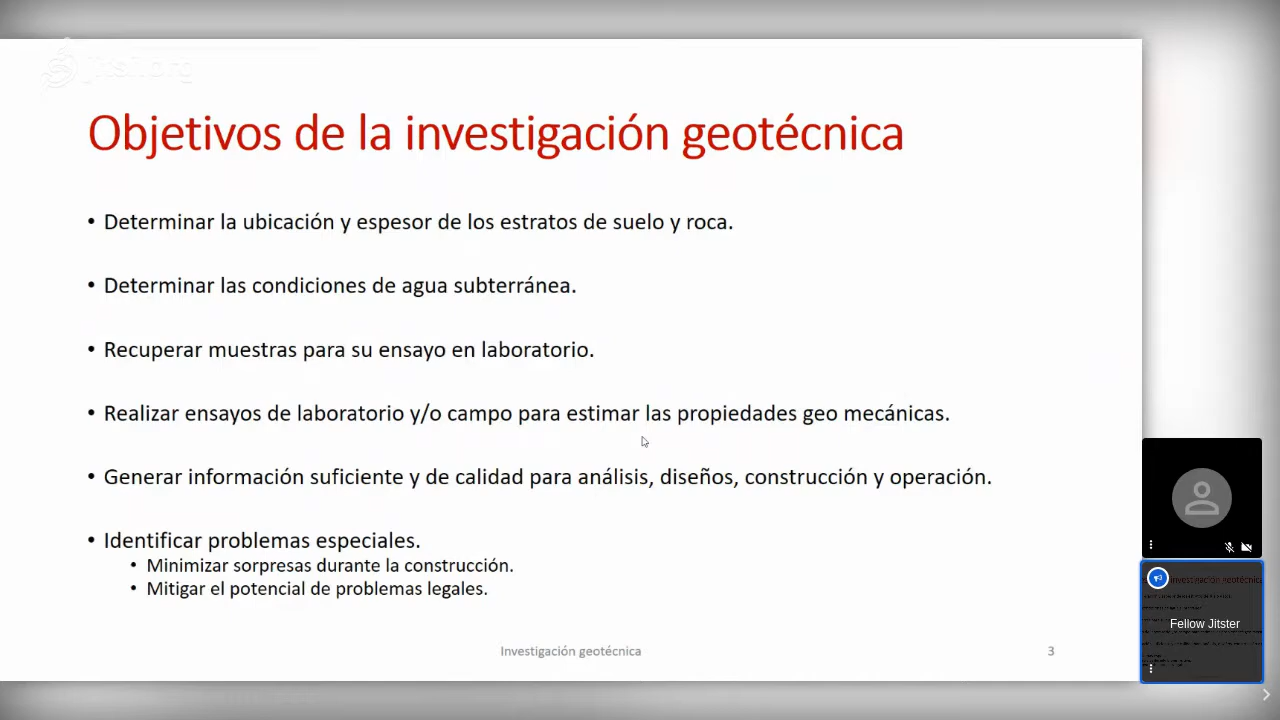 jitsi.org
Objetivos de la investigación geotécnica
• Determinar la ubicación y espesor de los estratos de suelo y roca.
• Determinar las condiciones de agua subterránea.
• Recuperar muestras para su ensayo en laboratorio.
• Realizar ensayos de laboratorio y/o campo para estimar las propiedades geo mecánicas.
• Generar información suficiente y de calidad para análisis, diseños, construcción y operación.
• Identificar problemas especiales.
• Minimizar sorpresas durante la construcción.
• Mitigar el potencial de problemas legales.
Investigación geotécnica
3
Fellow Jitster